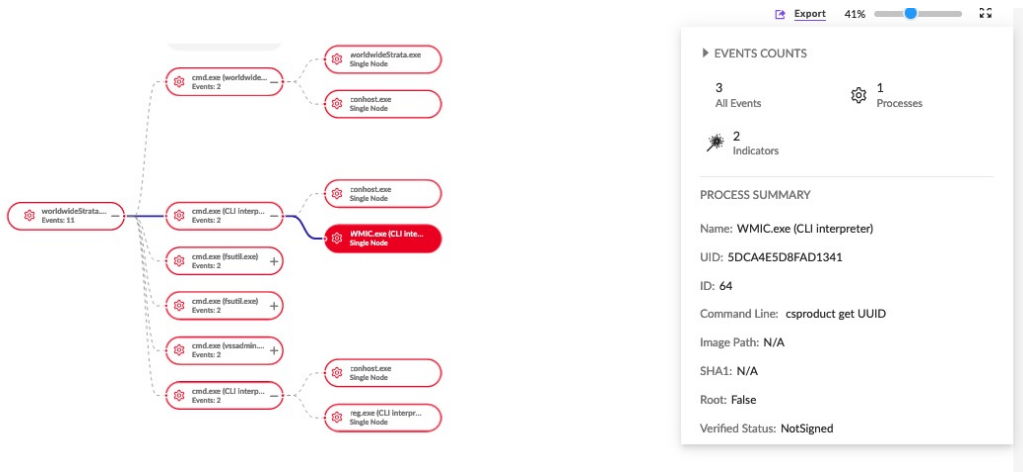 Export 41%
worldwideStrata.exe
Single Node
cmd.exe (worldwide...
Events: 2
conhost.exe
Single Node
conhost.exe
Single Node
worldwideStrata....
Events: 11
cmd.exe (CLI interp...
Events: 2
WMIC.exe (CLI inte...
Single Node
cmd.exe (fsutil.exe)
Events: 2
cmd.exe (fsutil.exe)
Events: 2
cmd.exe (vssadmin....
Events: 2
conhost.exe
Single Node
cmd.exe (CLI interp...
Events: 2
reg.exe (CLI interpr...
Single Node
EVENTS COUNTS
3
All Events
1
Processes
2
Indicators
PROCESS SUMMARY
Name: WMIC.exe (CLI interpreter)
UID: 5DCA4E5D8FAD1341
ID: 64
Command Line: csproduct get UUID
Image Path: N/A
SHA1: N/A
Root: False
Verified Status: NotSigned